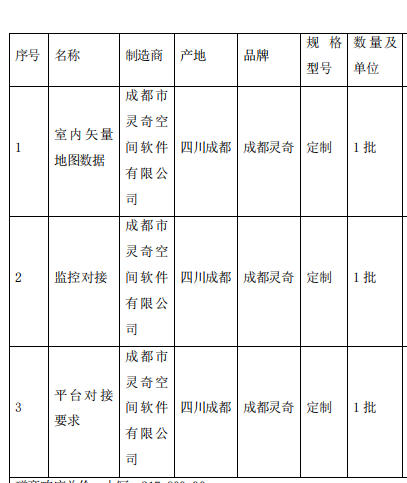 序号 名称 制造商 产地 品牌 规格型号 数量及单位
1 室内矢量地图数据 成都市灵奇空间软件有限公司 四川成都 成都灵奇 定制 1 批
2 监控对接 成都市灵奇空间软件有限公司 四川成都 成都灵奇 定制 1 批
3 平台对接要求 成都市灵奇空间软件有限公司 四川成都 成都灵奇 定制 1 批